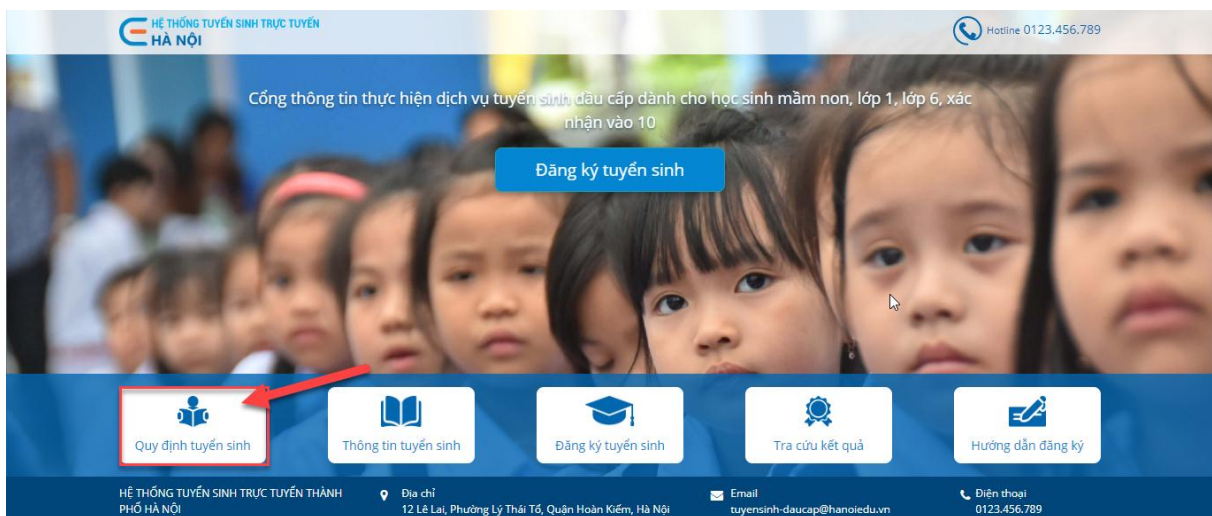 HỆ THỐNG TUYỂN SINH TRỰC TUYẾN
HÀ NỘI
Hotline 0123.456.789
Cổng thông tin thực hiện dịch vụ tuyển sinh đầu cấp dành cho học sinh mầm non, lớp 1, lớp 6, xác
nhận vào 10
Đăng ký tuyển sinh
Quy định tuyển sinh
Thông tin tuyển sinh
Đăng ký tuyển sinh
Tra cứu kết quả
Hướng dẫn đăng ký
HỆ THỐNG TUYỂN SINH TRỰC TUYẾN THÀNH
PHỐ HÀ NỘI
Địa chỉ
12 Lê Lai, Phường Lý Thái Tổ, Quận Hoàn Kiếm, Hà Nội
Email
tuyensinh-daucap@hanoiedu.vn
Điện thoại
0123.456.789